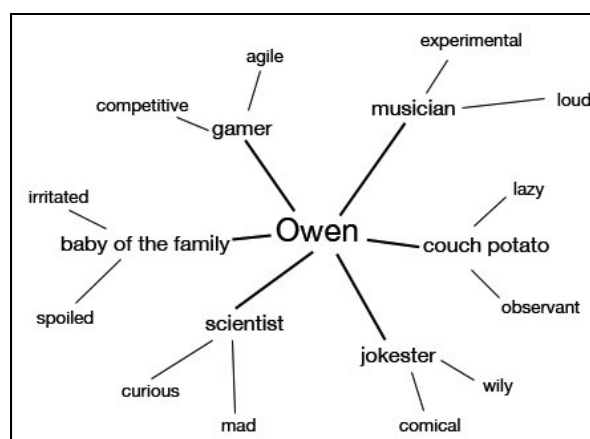 experimental
agile
competitive
loud
musician
gamer
lazy
irritated
Owen
baby of the family
couch potato
observant
spoiled
scientist
jokester
curious
wily
mad
comical